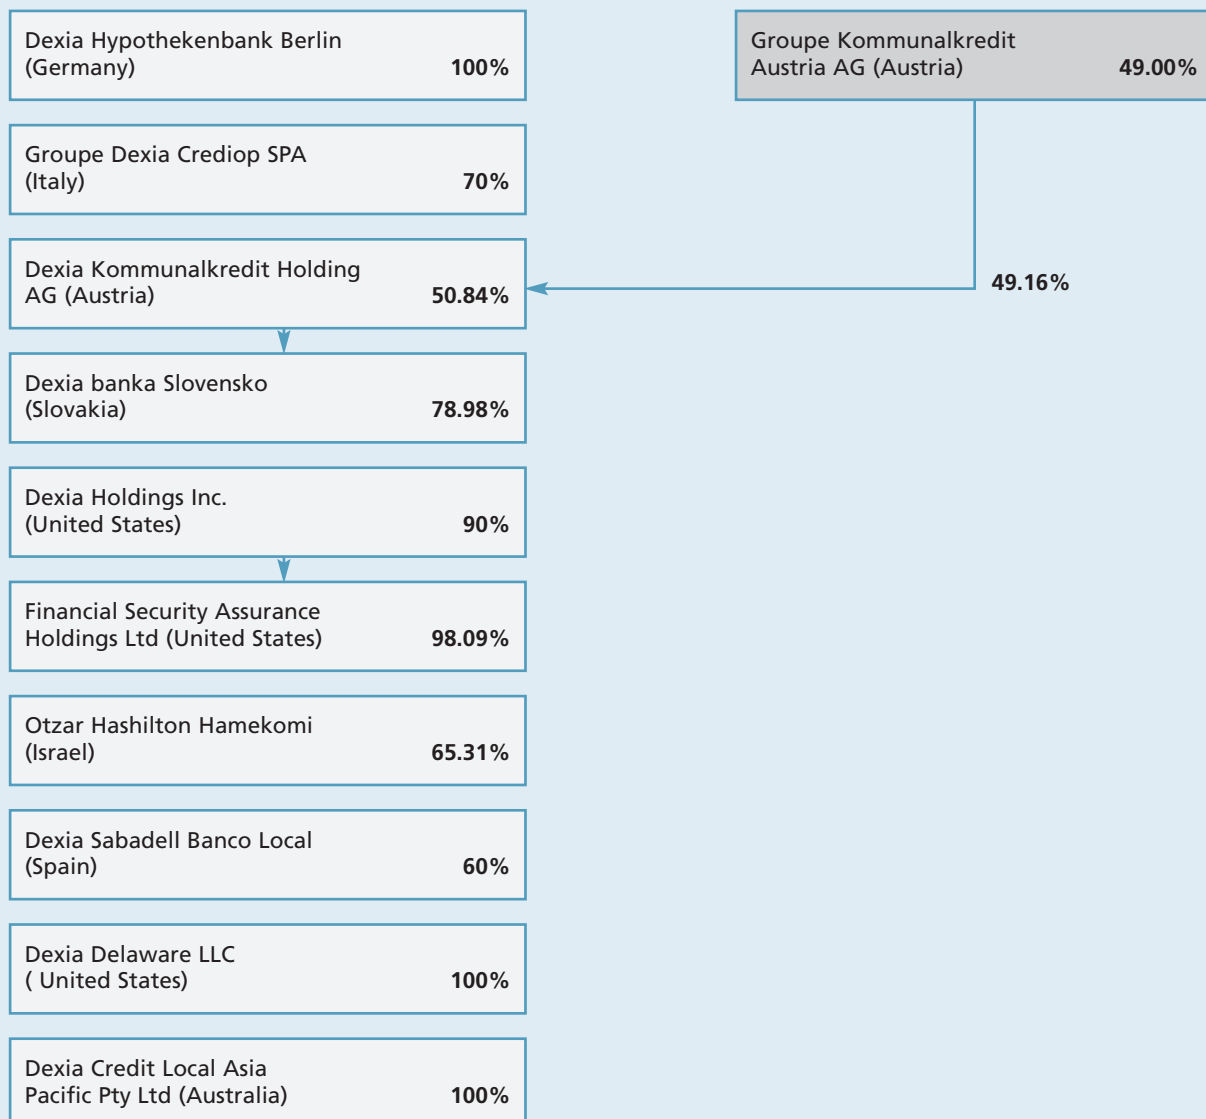 Dexia Hypothekenbank Berlin
(Germany) 100%
Groupe Kommunalkredit
Austria AG (Austria) 49.00%
Groupe Dexia Crediop SPA
(Italy) 70%
Dexia Kommunalkredit Holding
AG (Austria) 50.84%
49.16%
Dexia banka Slovensko
(Slovakia) 78.98%
Dexia Holdings Inc.
(United States) 90%
Financial Security Assurance
Holdings Ltd (United States) 98.09%
Otzar Hashilton Hamekomi
(Israel) 65.31%
Dexia Sabadell Banco Local
(Spain) 60%
Dexia Delaware LLC
( United States) 100%
Dexia Credit Local Asia
Pacific Pty Ltd (Australia) 100%